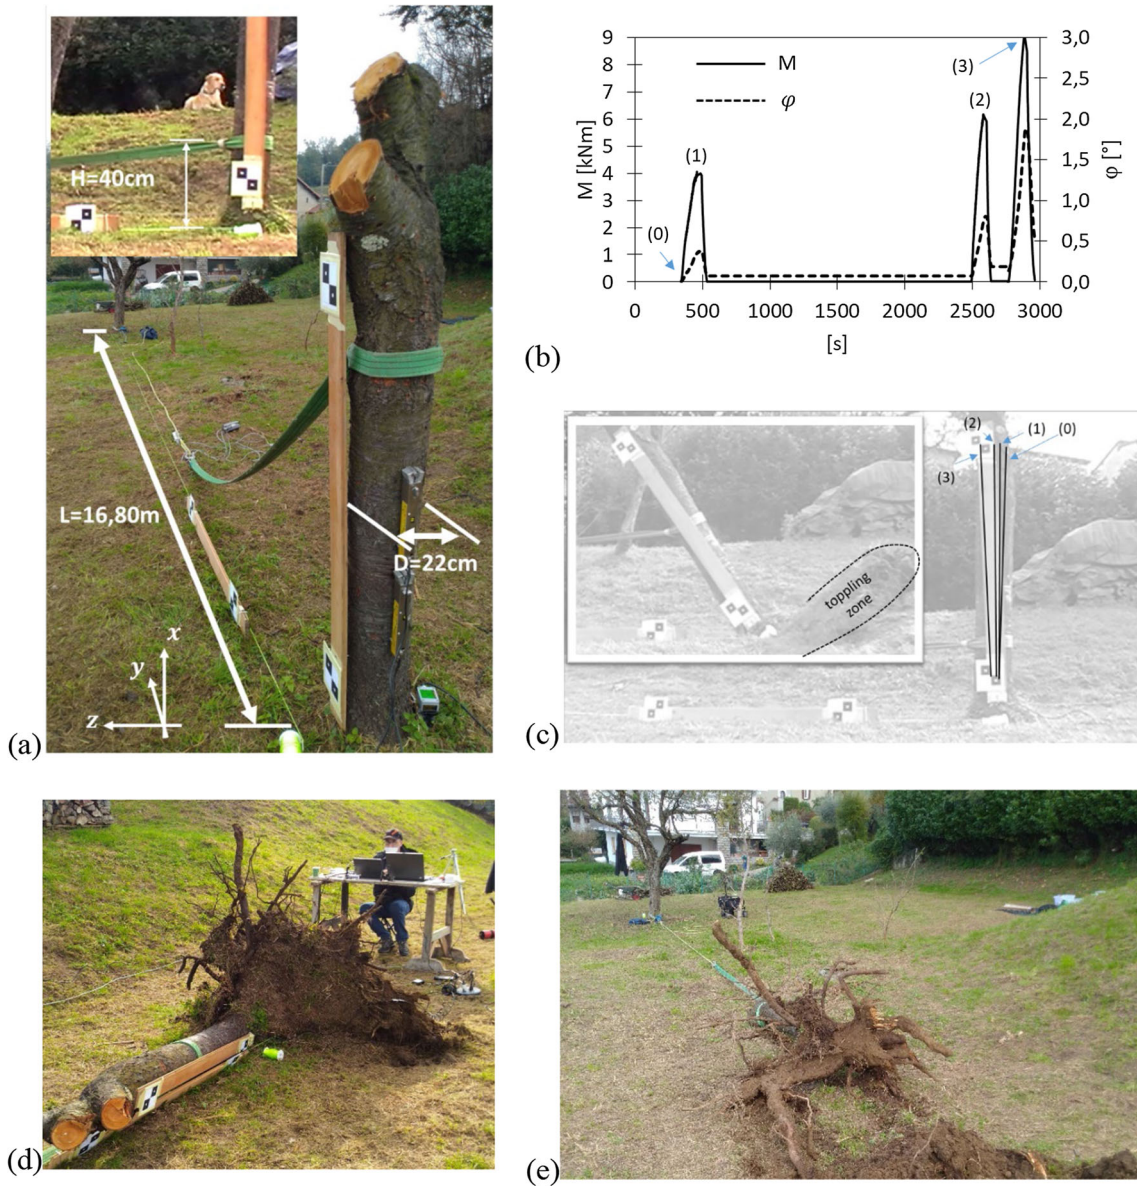 H=40cm
L=16,80m
D=22cm
x
y
z
(a)
9
8
7
6
5
4
3
2
1
0
M [kNm]
M
φ
(0)
(1)
(2)
(3)
3,0
2,5
2,0
1,5
1,0
0,5
0,0
φ [°]
0 500 1000 1500 2000 2500 3000
[s]
(b)
(2)
(1)
(0)
(3)
toppling
zone
(c)
(d)
(e)